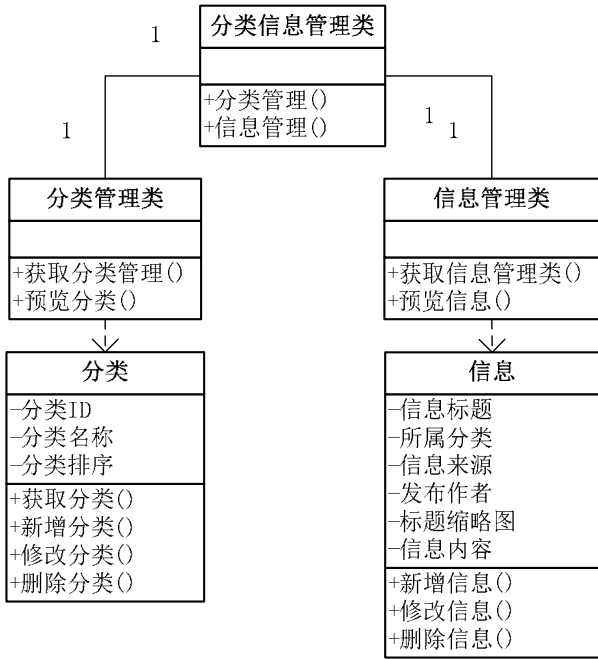 1
分类信息管理类
+分类管理()
+信息管理()
1
1
1
分类管理类
+获取分类管理()
+预览分类()
信息管理类
+获取信息管理类()
+预览信息()
分类
-分类ID
-分类名称
-分类排序
+获取分类()
+新增分类()
+修改分类()
+删除分类()
信息
-信息标题
-所属分类
-信息来源
-发布作者
-标题缩略图
-信息内容
+新增信息()
+修改信息()
+删除信息()